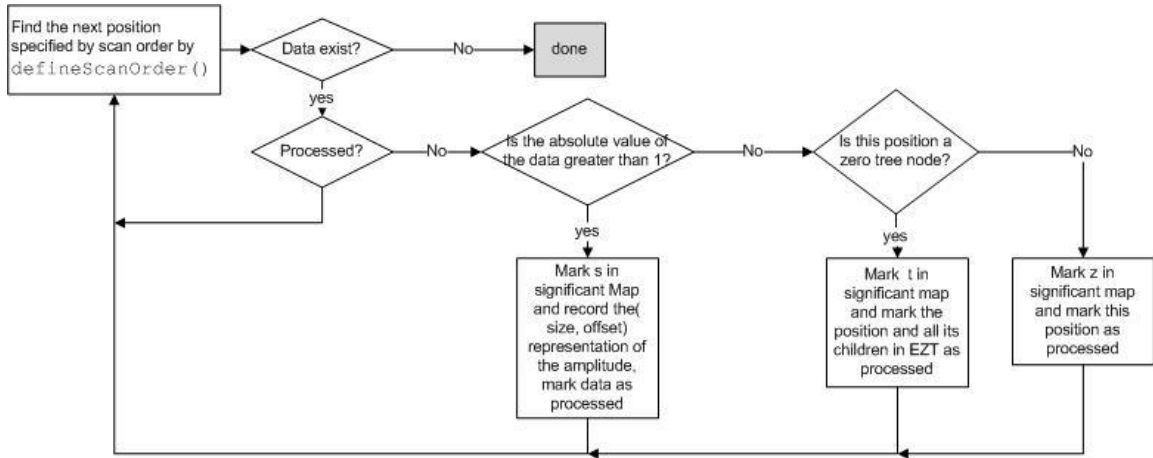 Find the next position
specified by scan order by
defineScanOrder()
Data exist?
No
done
yes
Processed?
No
Is the absolute value of
the data greater than 1?
No
Is this position a
zero tree node?
No
yes
yes
Mark s in
significant Map
and record the(
size, offset)
representation of
the amplitude,
mark data as
processed
Mark t in
significant map
and mark the
position and all its
children in EZT as
processed
Mark z in
significant map
and mark this
position as
processed